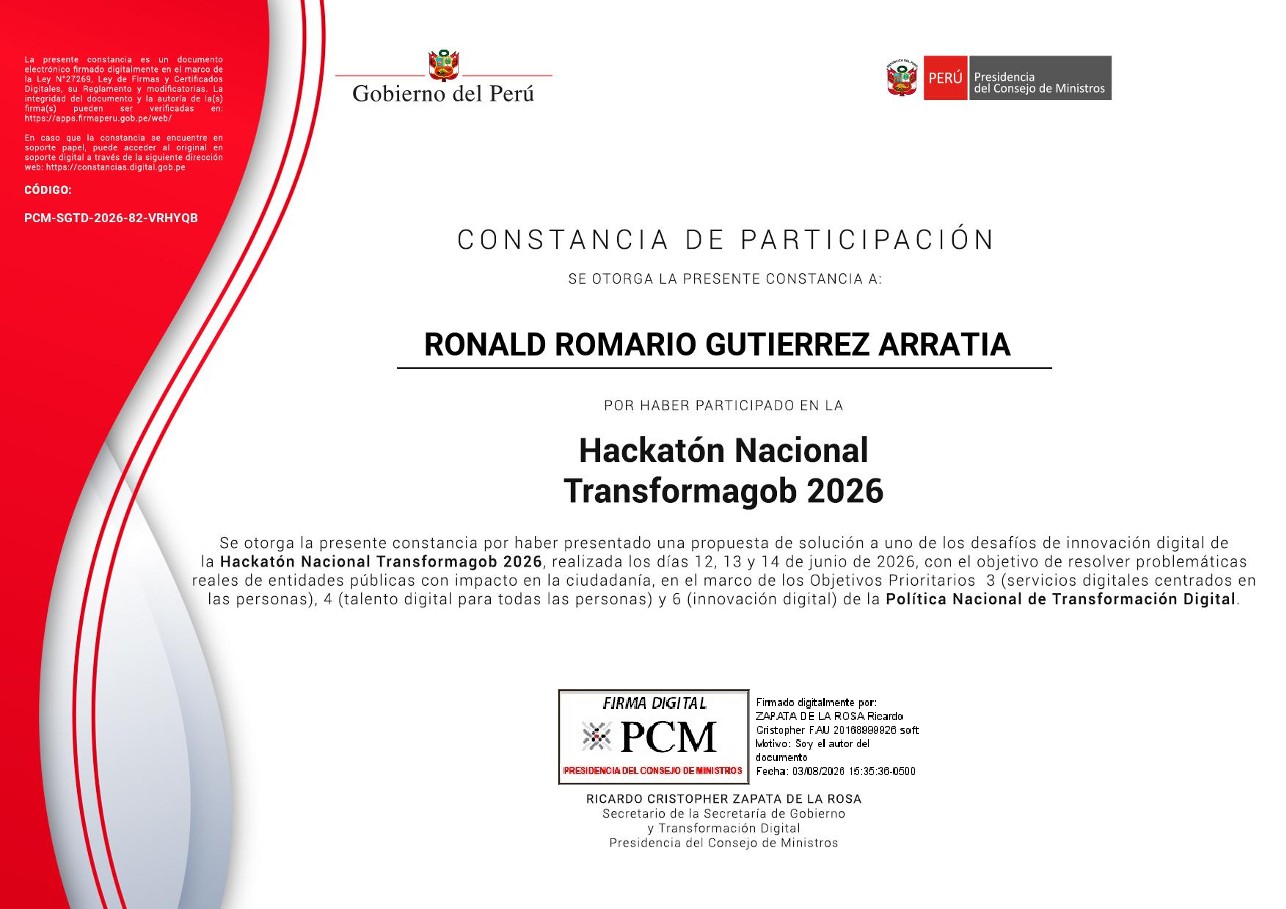 La presente constancia es un documento
electrónico firmado digitalmente en el marco de
la Ley N°27269, Ley de Firmas y Certificados
Digitales, su Reglamento y modificatorias. La
integridad del documento y la autoría de la(s)
firma(s) pueden ser verificadas en:
https://apps.firmaperu.gob.pe/web/
En caso que la constancia se encuentre en
soporte papel, puede acceder al original en
soporte digital a través de la siguiente dirección
web: https://constancias.digital.gob.pe
CÓDIGO:
PCM-SGTD-2026-82-VRHYQB
Gobierno del Perú
PERÚ
Presidencia
del Consejo de Ministros
CONSTANCIA DE PARTICIPACIÓN
SE OTORGA LA PRESENTE CONSTANCIA A:
RONALD ROMARIO GUTIERREZ ARRATIA
POR HABER PARTICIPADO EN LA
Hackatón Nacional
Transformagob 2026
Se otorga la presente constancia por haber presentado una propuesta de solución a uno de los desafíos de innovación digital de
la Hackatón Nacional Transformagob 2026, realizada los días 12, 13 y 14 de junio de 2026, con el objetivo de resolver problemáticas
reales de entidades públicas con impacto en la ciudadanía, en el marco de los Objetivos Prioritarios 3 (servicios digitales centrados en
las personas), 4 (talento digital para todas las personas) y 6 (innovación digital) de la Política Nacional de Transformación Digital.
FIRMA DIGITAL
PCM
PRESIDENCIA DEL CONSEJO DE MINISTROS
Firmado digitalmente por:
ZAPATA DE LA ROSA Ricardo
Cristopher FAU 20168999926 soft
Motivo: Soy el autor del
documento
Fecha: 03/08/2026 15:35:36-0500
RICARDO CRISTOPHER ZAPATA DE LA ROSA
Secretario de la Secretaría de Gobierno
y Transformación Digital
Presidencia del Consejo de Ministros